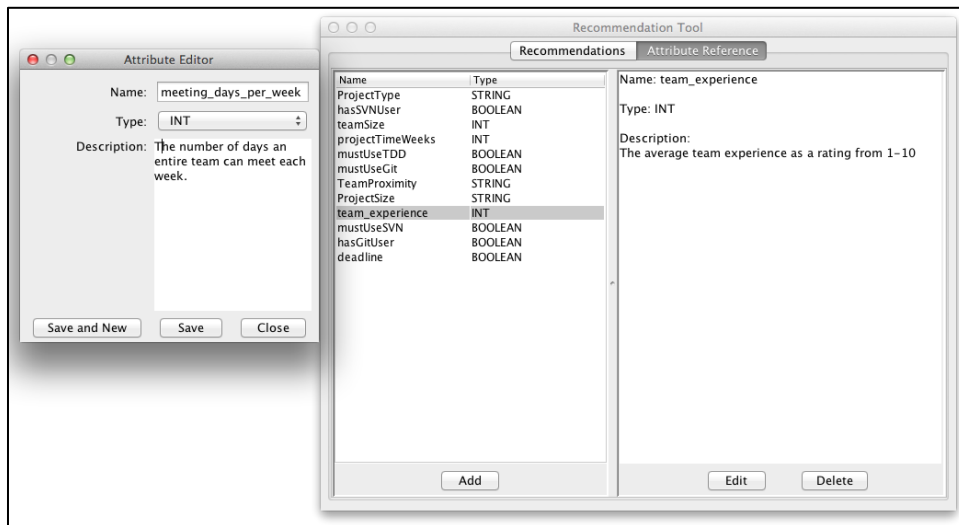 Attribute Editor
Name: meeting_days_per_week
Type: INT
Description: The number of days an
entire team can meet each
week.
Save and New Save Close
Recommendation Tool
Recommendations Attribute Reference
Name Type
ProjectType STRING
hasSVNUser BOOLEAN
teamSize INT
projectTimeWeeks INT
mustUseTDD BOOLEAN
mustUseGit BOOLEAN
TeamProximity STRING
ProjectSize STRING
team_experience INT
mustUseSVN BOOLEAN
hasGitUser BOOLEAN
deadline BOOLEAN
Add
Name: team_experience
Type: INT
Description:
The average team experience as a rating from 1-10
Edit Delete